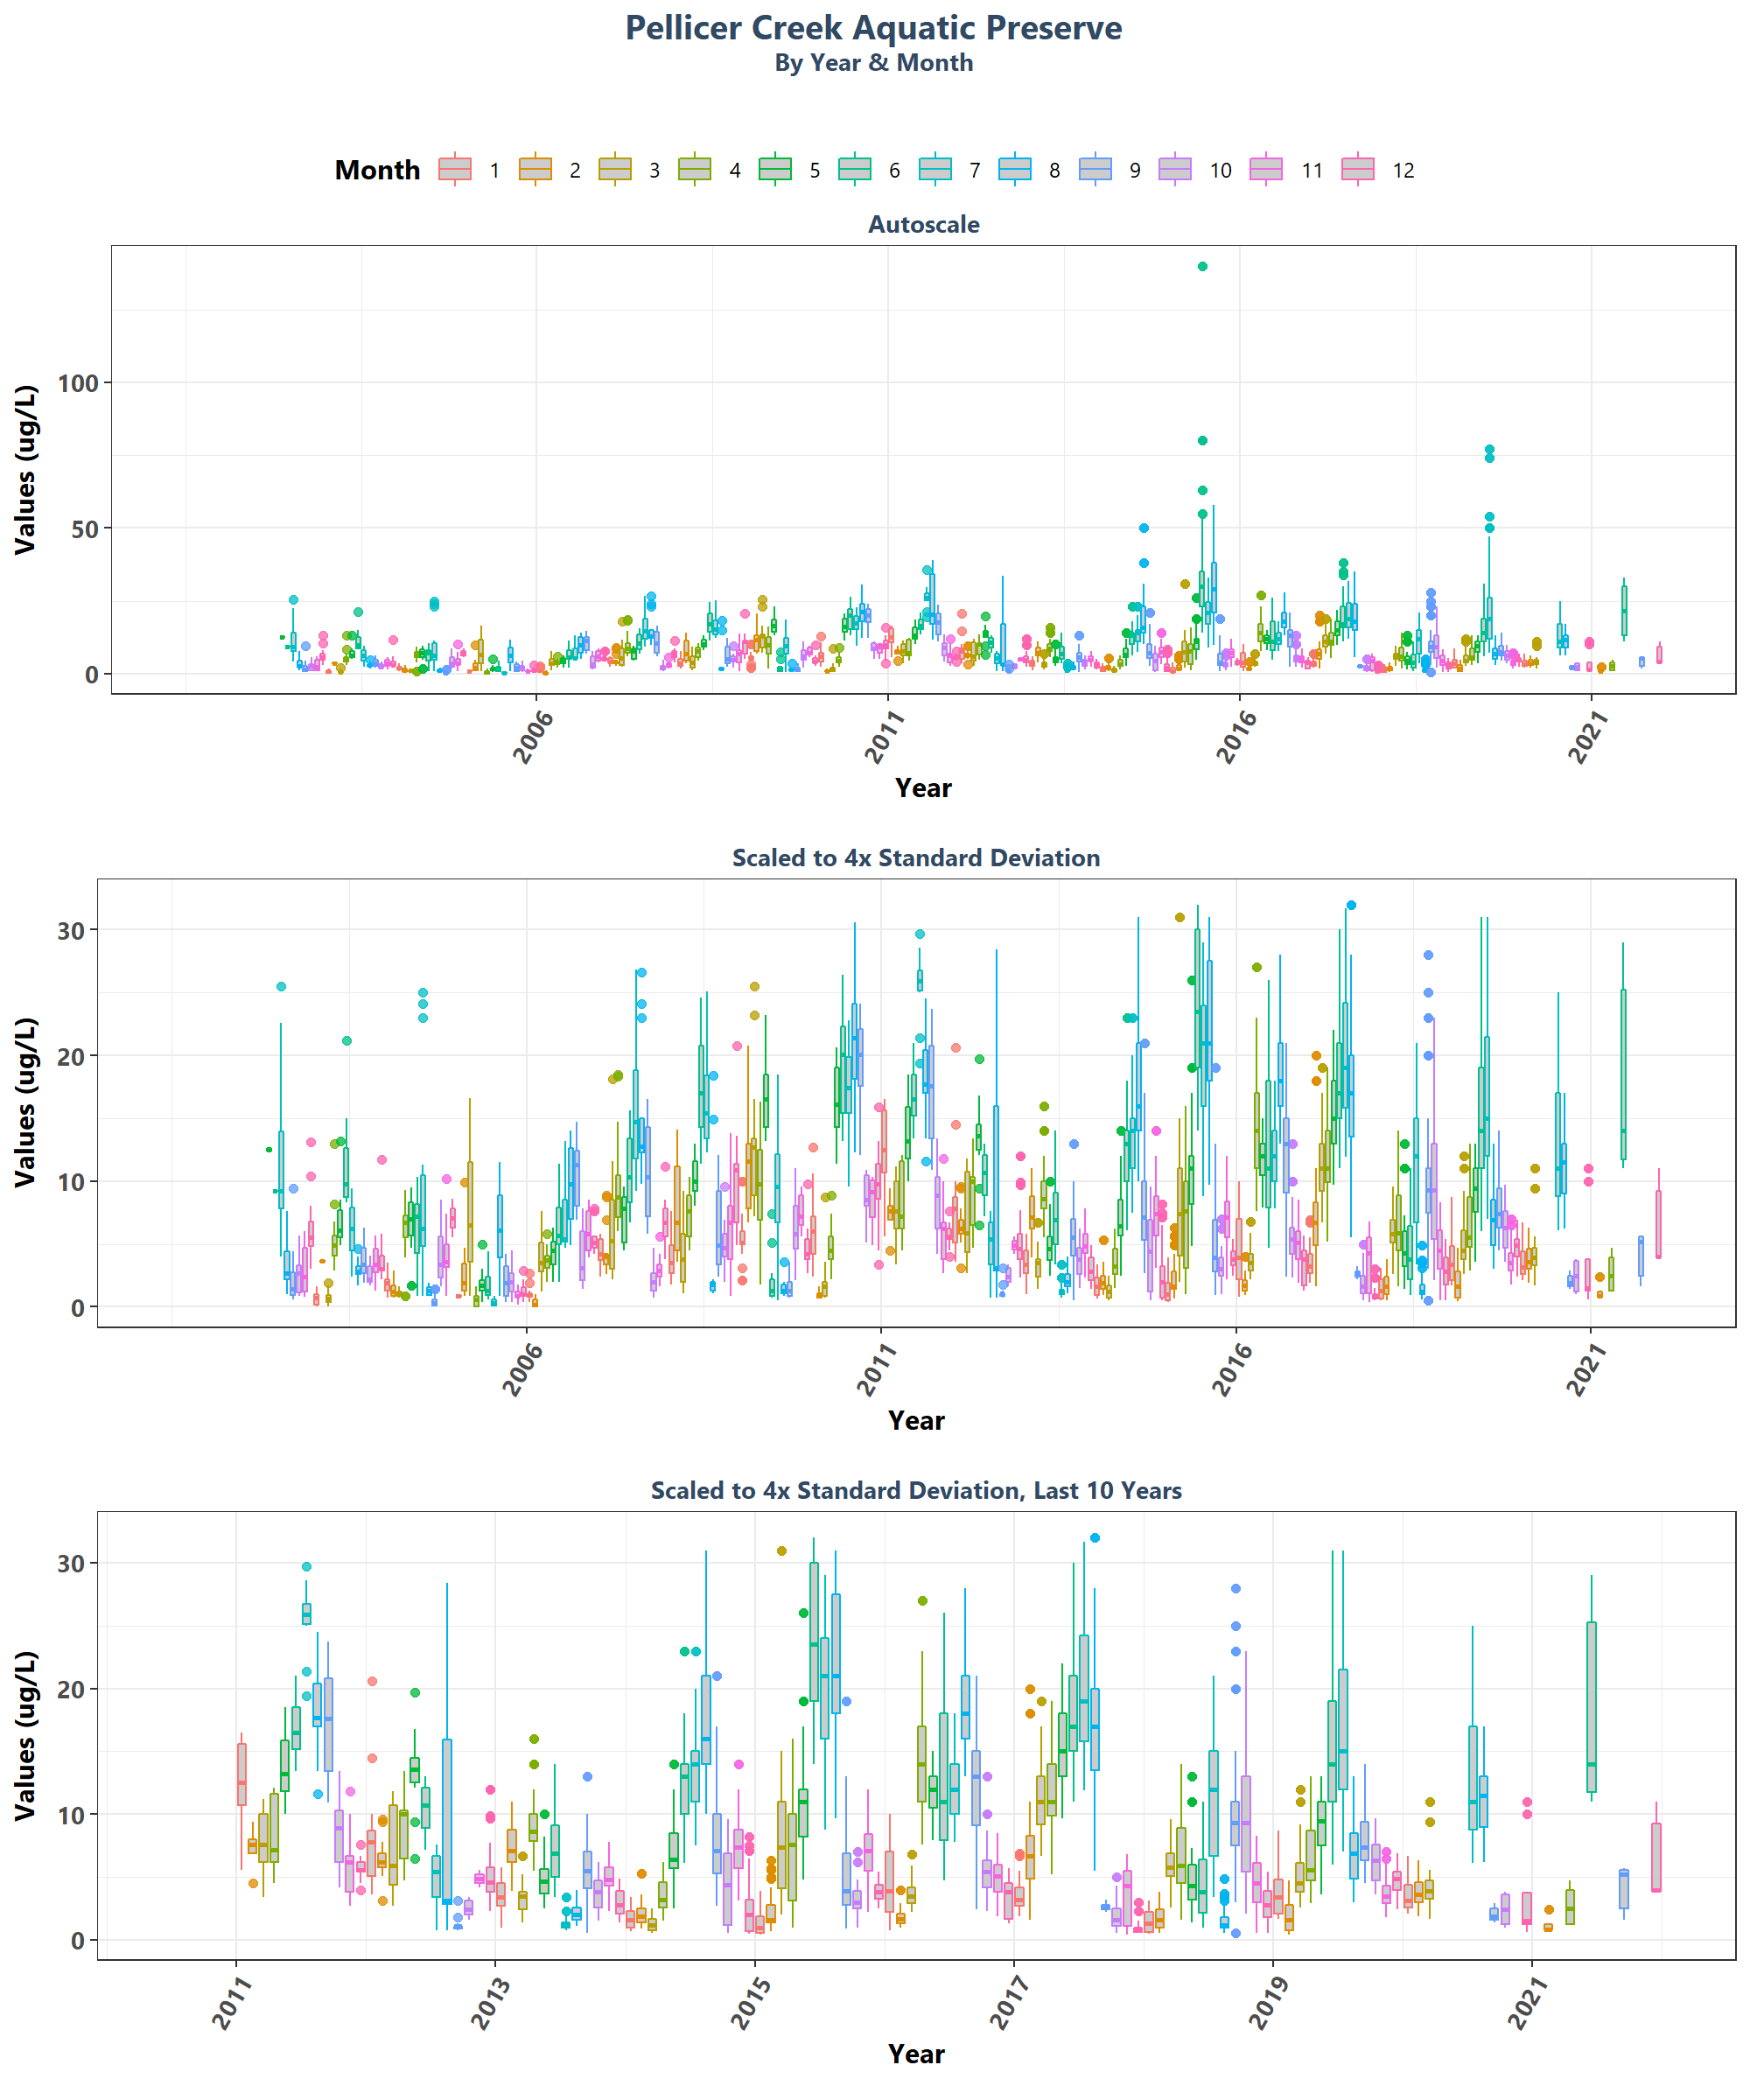 Pellicer Creek Aquatic Preserve
By Year & Month
Month 1 2 3 4 5 6 7 8 9 10 11 12
Autoscale
Values (ug/L)
100
50
0
2006 2011 2016 2021
Year
Scaled to 4x Standard Deviation
Values (ug/L)
30
20
10
0
2006 2011 2016 2021
Year
Scaled to 4x Standard Deviation, Last 10 Years
Values (ug/L)
30
20
10
0
2011 2013 2015 2017 2019 2021
Year